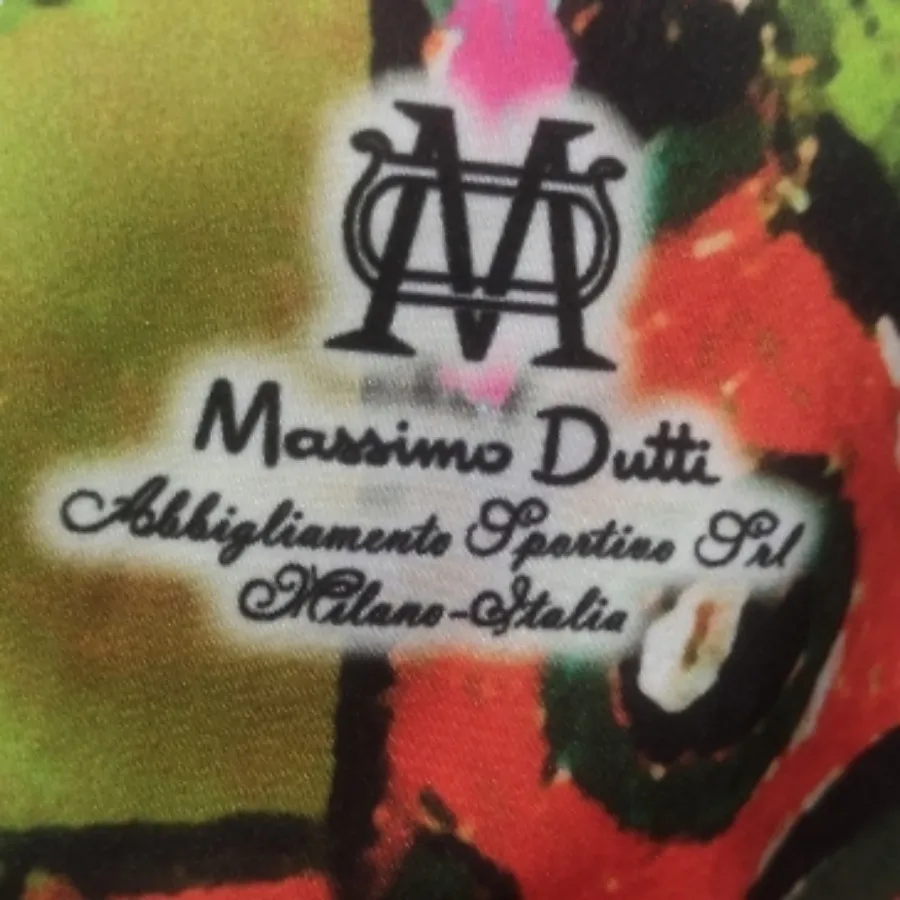 Massimo Dutti
Abbigliamento Sportivo Srl
Milano-Italia